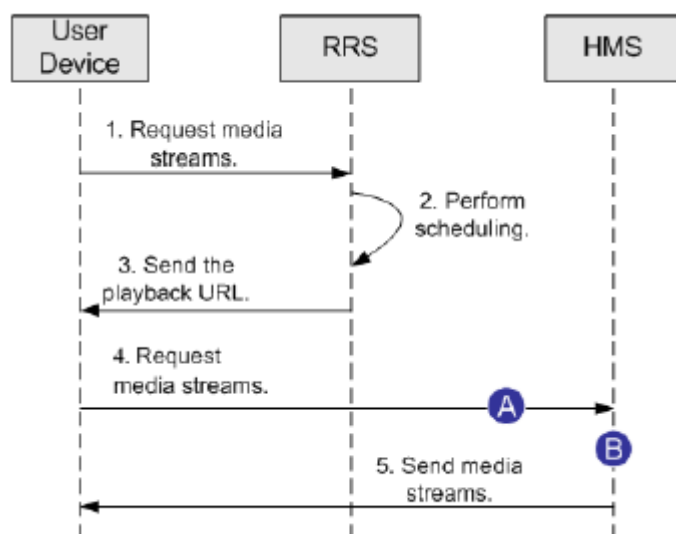 User
Device
RRS
HMS
1. Request media
streams.
2. Perform
scheduling.
3. Send the
playback URL.
4. Request
media streams.
A
B
5. Send media
streams.